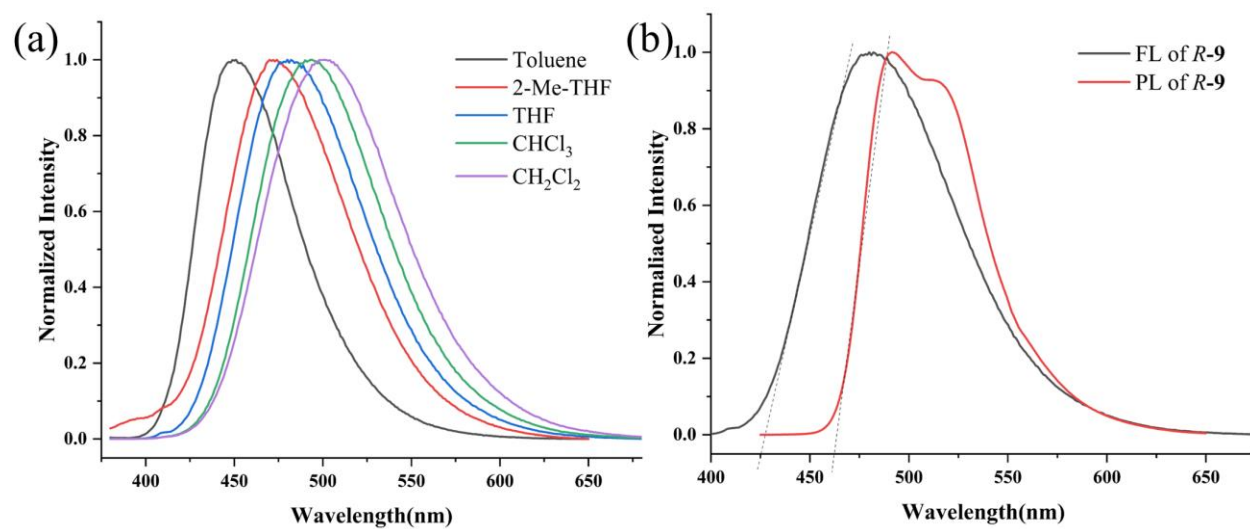 (a)
Toluene
2-Me-THF
THF
CHCl₃
CH₂Cl₂
Normalized Intensity
1.0
0.8
0.6
0.4
0.2
0.0
400 450 500 550 600 650
Wavelength(nm)
(b)
FL of R-9
PL of R-9
Normaliaed Intensity
1.0
0.8
0.6
0.4
0.2
0.0
400 450 500 550 600 650
Wavelength(nm)